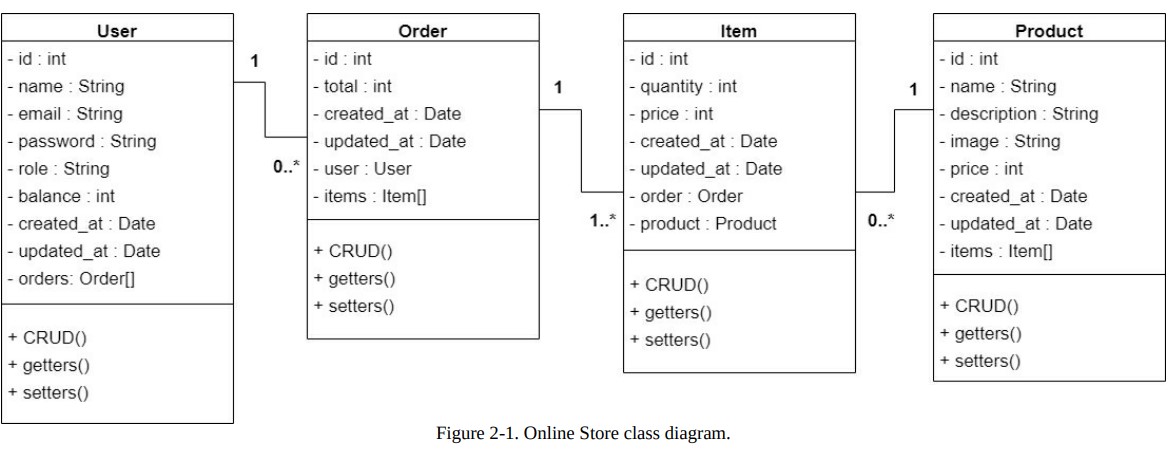 User
- id : int
- name : String
- email : String
- password : String
- role : String
- balance : int
- created_at : Date
- updated_at : Date
- orders: Order[]
+ CRUD()
+ getters()
+ setters()
1
0..*
Order
- id : int
- total : int
- created_at : Date
- updated_at : Date
- user : User
- items : Item[]
+ CRUD()
+ getters()
+ setters()
1
1..*
Item
- id : int
- quantity : int
- price : int
- created_at : Date
- updated_at : Date
- order : Order
- product : Product
+ CRUD()
+ getters()
+ setters()
1
0..*
Product
- id : int
- name : String
- description : String
- image : String
- price : int
- created_at : Date
- updated_at : Date
- items : Item[]
+ CRUD()
+ getters()
+ setters()
Figure 2-1. Online Store class diagram.